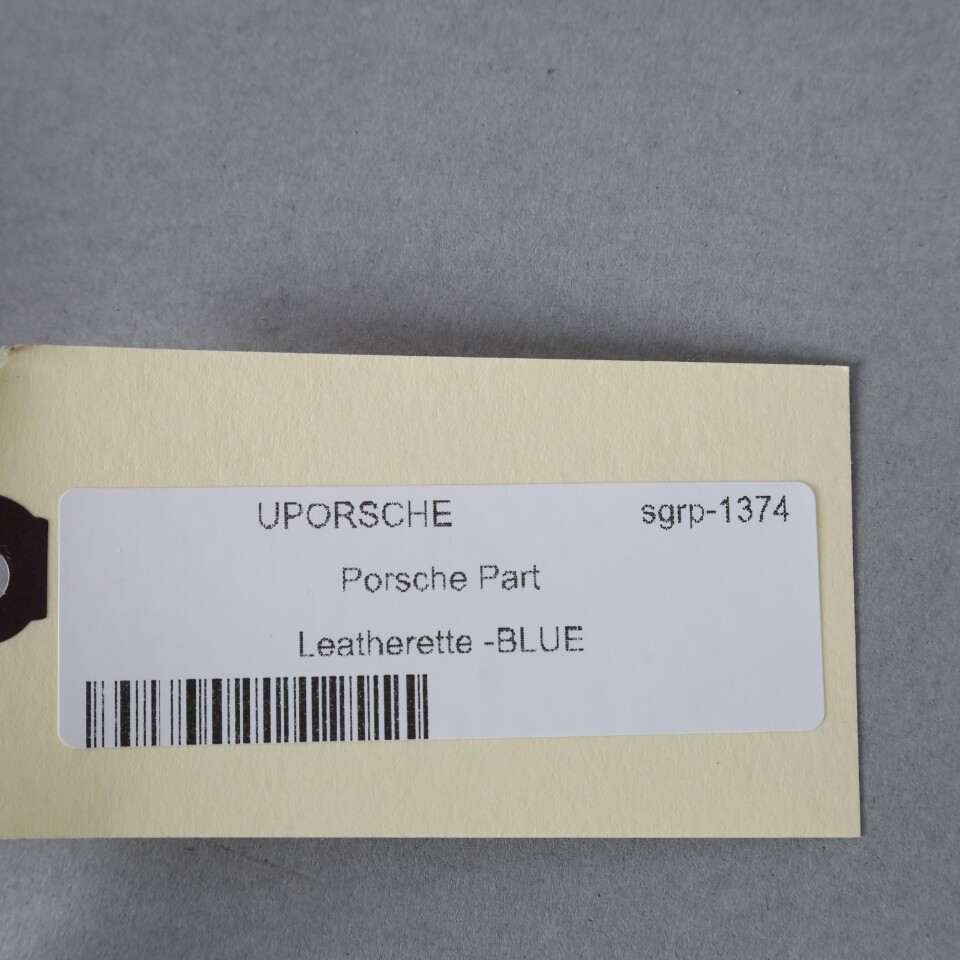 UPORSCHE sgrp-1374
Porsche Part
Leatherette -BLUE